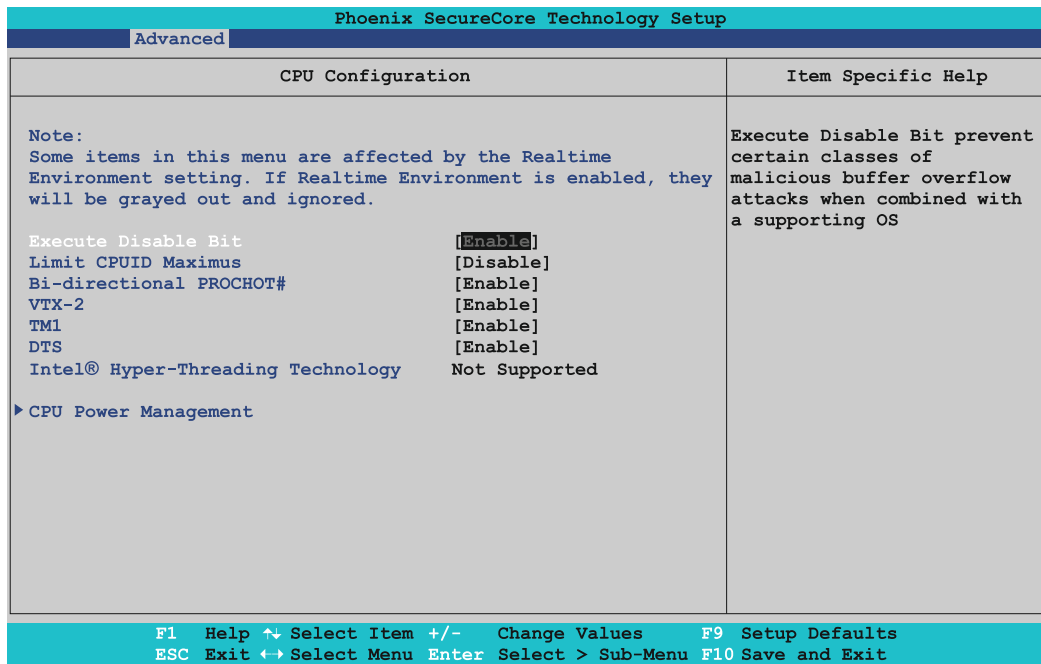 Phoenix SecureCore Technology Setup
Advanced
CPU Configuration
Item Specific Help
Note:
Some items in this menu are affected by the Realtime
Environment setting. If Realtime Environment is enabled, they
will be grayed out and ignored.
Execute Disable Bit [Enable]
Limit CPUID Maximus [Disable]
Bi-directional PROCHOT# [Enable]
VTX-2 [Enable]
TM1 [Enable]
DTS [Enable]
Intel® Hyper-Threading Technology Not Supported
CPU Power Management
Execute Disable Bit prevent
certain classes of
malicious buffer overflow
attacks when combined with
a supporting OS
F1 Help ↑↓ Select Item +/- Change Values F9 Setup Defaults
ESC Exit ←→ Select Menu Enter Select > Sub-Menu F10 Save and Exit